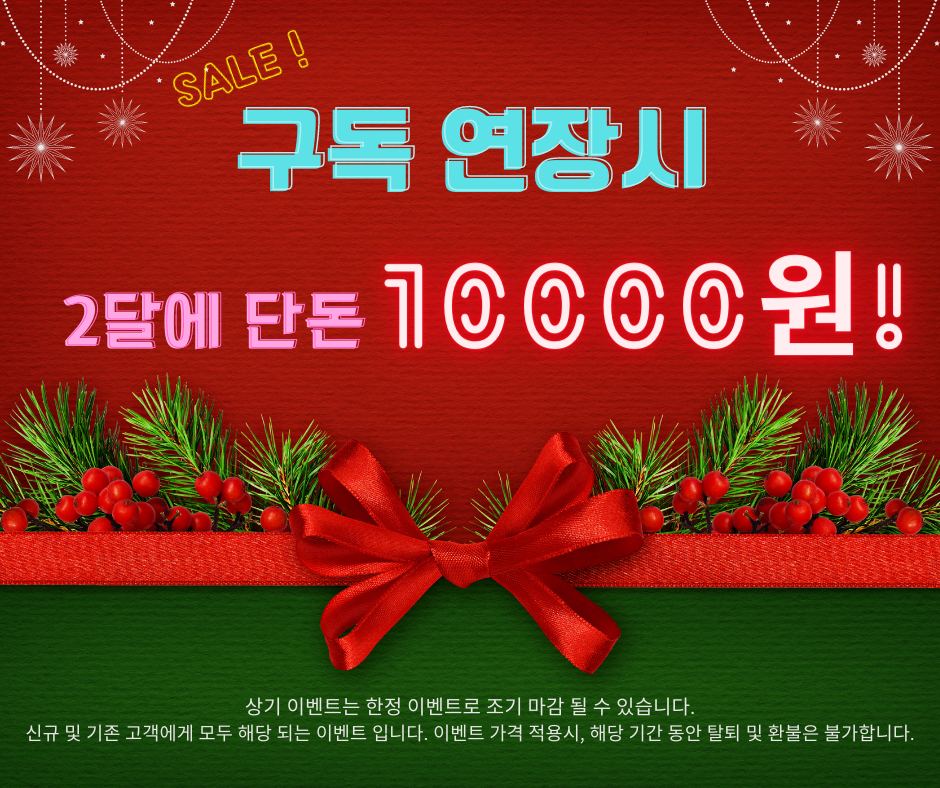 SALE !
구독 연장시
2달에 단돈 10000원!!
상기 이벤트는 한정 이벤트로 조기 마감 될 수 있습니다.
신규 및 기존 고객에게 모두 해당 되는 이벤트 입니다. 이벤트 가격 적용시, 해당 기간 동안 탈퇴 및 환불은 불가합니다.